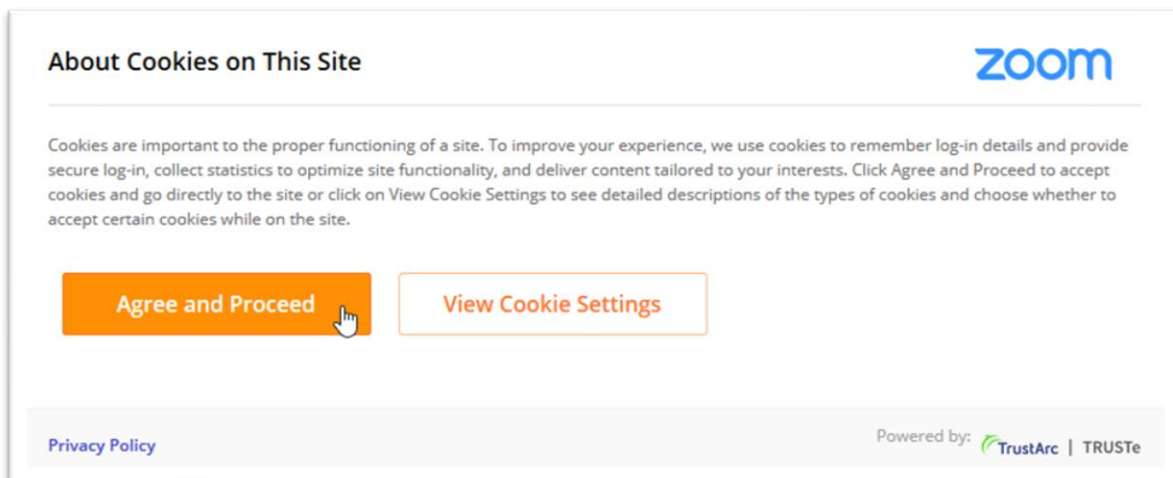 About Cookies on This Site
zoom
Cookies are important to the proper functioning of a site. To improve your experience, we use cookies to remember log-in details and provide
secure log-in, collect statistics to optimize site functionality, and deliver content tailored to your interests. Click Agree and Proceed to accept
cookies and go directly to the site or click on View Cookie Settings to see detailed descriptions of the types of cookies and choose whether to
accept certain cookies while on the site.
Agree and Proceed
View Cookie Settings
Privacy Policy
Powered by: TrustArc | TRUSTe